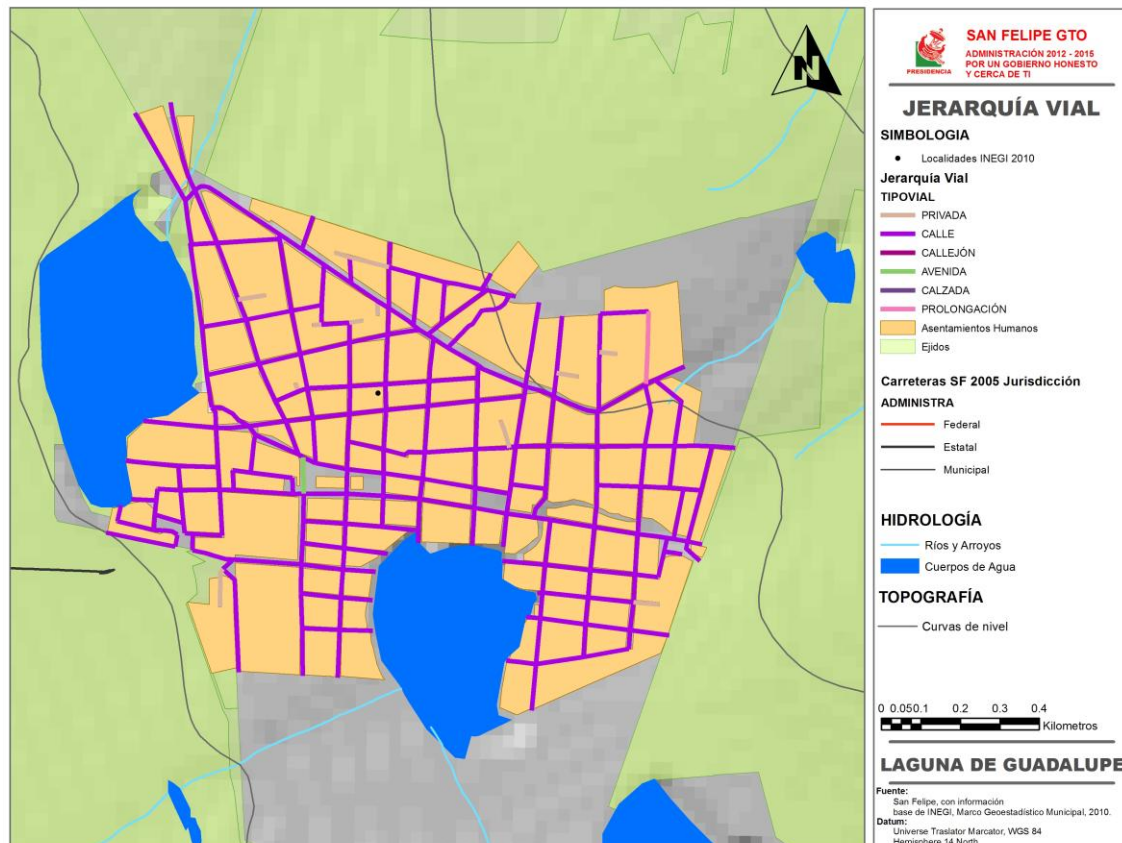 N
SAN FELIPE GTO
ADMINISTRACIÓN 2012 - 2015
POR UN GOBIERNO HONESTO
Y CERCA DE TI
PRESIDENCIA
JERARQUÍA VIAL
SIMBOLOGIA
Localidades INEGI 2010
Jerarquía Vial
TIPOVIAL
PRIVADA
CALLE
CALLEJÓN
AVENIDA
CALZADA
PROLONGACIÓN
Asentamientos Humanos
Ejidos
Carreteras SF 2005 Jurisdicción
ADMINISTRA
Federal
Estatal
Municipal
HIDROLOGÍA
Ríos y Arroyos
Cuerpos de Agua
TOPOGRAFÍA
Curvas de nivel
0 0.050.1 0.2 0.3 0.4
Kilometros
LAGUNA DE GUADALUPE
Fuente:
San Felipe, con información
base de INEGI, Marco Geoestadístico Municipal, 2010.
Datum:
Universe Traslator Marcator, WGS 84
Hemisphere 14 North